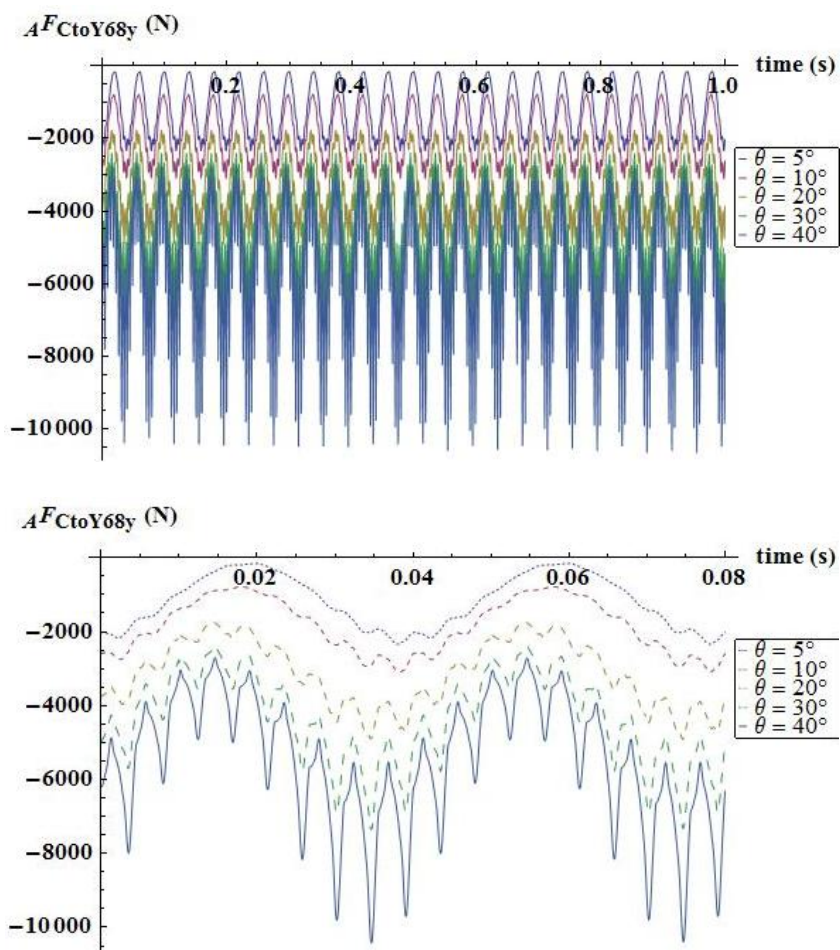 AFCtoY68y (N)
time (s)
0.2 0.4 0.6 0.8 1.0
−2000
−4000
−6000
−8000
−10 000
θ = 5°
θ = 10°
θ = 20°
θ = 30°
θ = 40°
AFCtoY68y (N)
time (s)
0.02 0.04 0.06 0.08
−2000
−4000
−6000
−8000
−10 000
θ = 5°
θ = 10°
θ = 20°
θ = 30°
θ = 40°